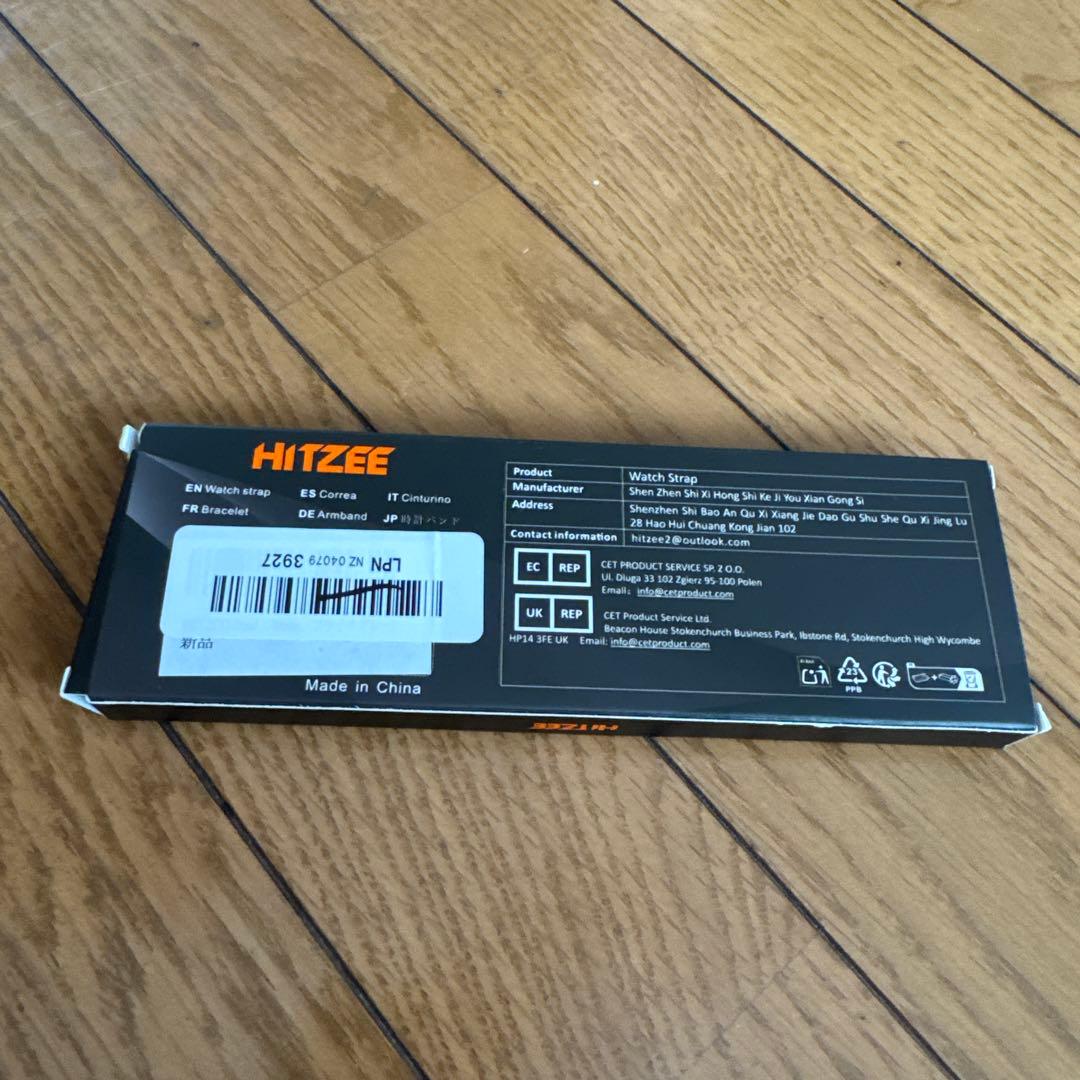 HITZEE
EN Watch strap ES Correa IT Cinturino
FR Bracelet DE Armband JP 時計バンド
LPN NZ 04079 3927
新品
Made in China
Product Watch Strap
Manufacturer Shen Zhen Shi Xi Hong Shi Ke Ji You Xian Gong Si
Address Shenzhen Shi Bao An Qu Xi Xiang Jie Dao Gu Shu She Qu Xi Jing Lu
28 Hao Hui Chuang Kong Jian 102
Contact information hitzee2@outlook.com
EC REP CET PRODUCT SERVICE SP. Z O.O.
Ul. Dluga 33 102 Zgierz 95-100 Polen
Email: info@cetproduct.com
UK REP CET Product Service Ltd.
Beacon House Stokenchurch Business Park, Ibstone Rd, Stokenchurch High Wycombe
HP14 3FE UK Email: info@cetproduct.com
23
PPB
HITZEE